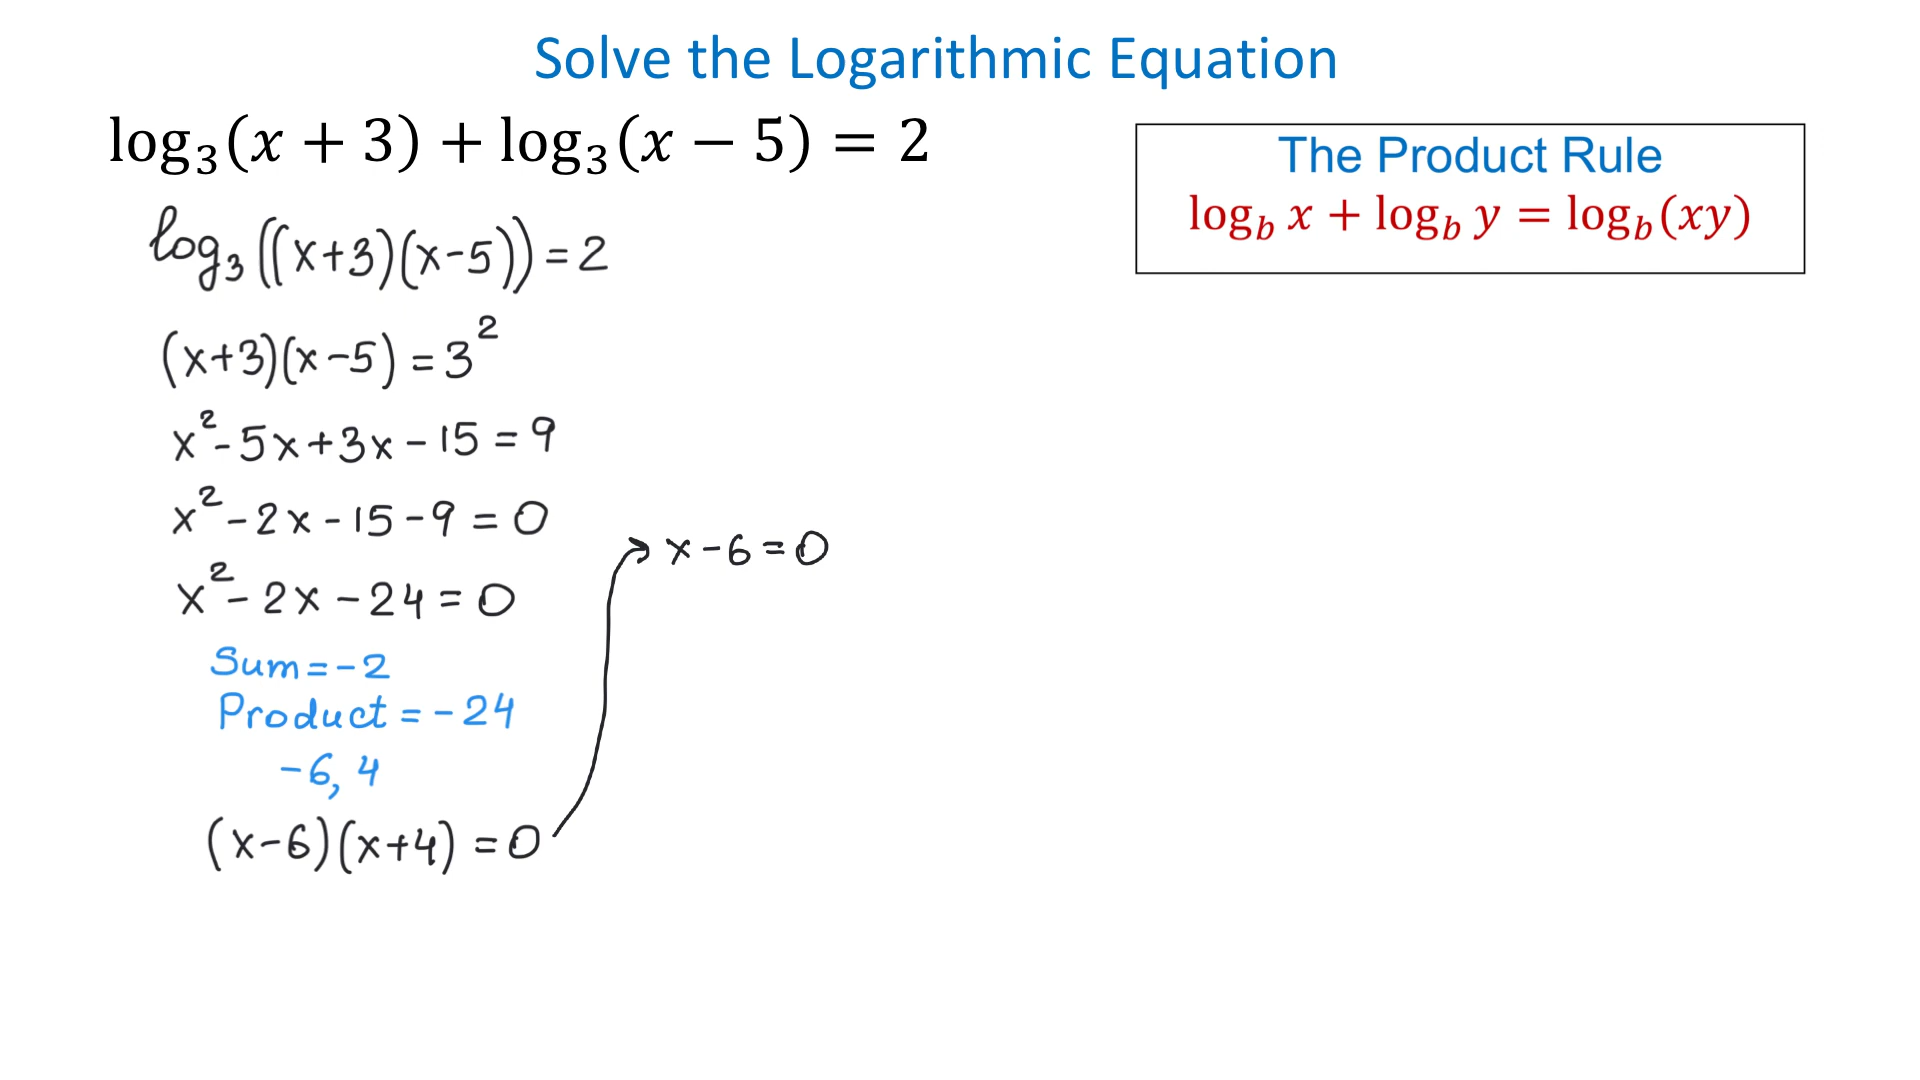 Solve the Logarithmic Equation
log₃(x + 3) + log₃(x − 5) = 2
The Product Rule
log_b x + log_b y = log_b(xy)
log₃((x+3)(x-5)) = 2
(x+3)(x-5) = 3²
x² - 5x + 3x - 15 = 9
x² - 2x - 15 - 9 = 0
x² - 2x - 24 = 0
Sum = -2
Product = -24
-6, 4
(x-6)(x+4) = 0
→ x - 6 = 0